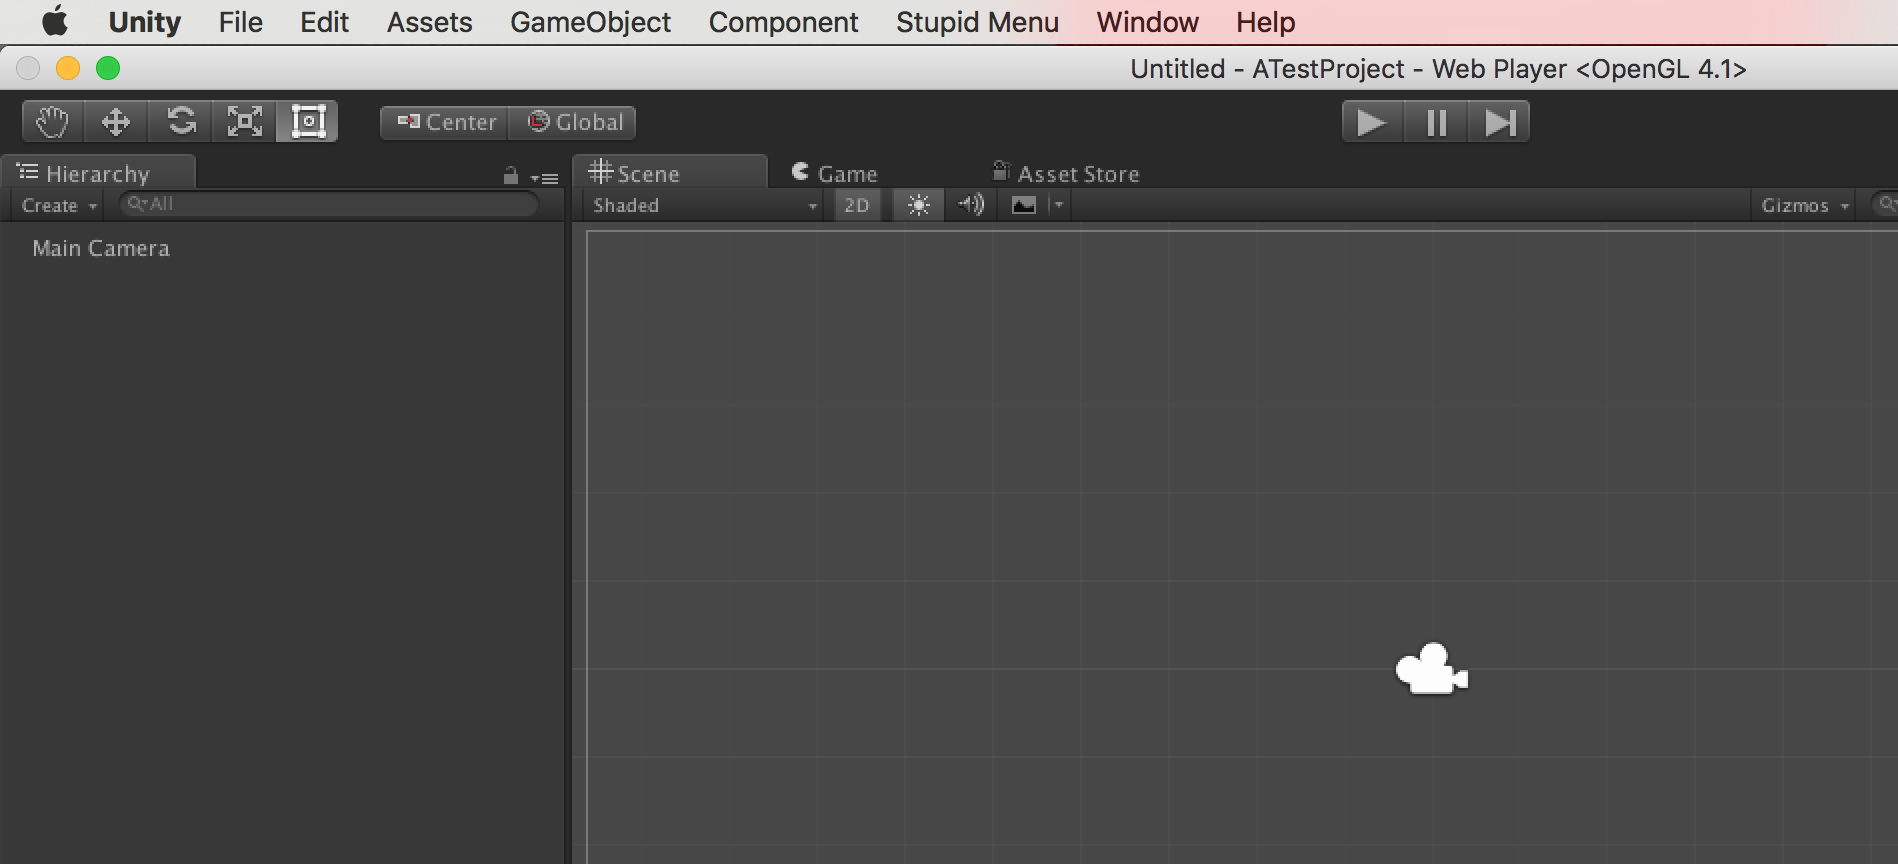 Unity File Edit Assets GameObject Component Stupid Menu Window Help
Untitled - ATestProject - Web Player <OpenGL 4.1>
Center Global
Hierarchy
Scene Game Asset Store
Create All
Shaded 2D Gizmos
Main Camera